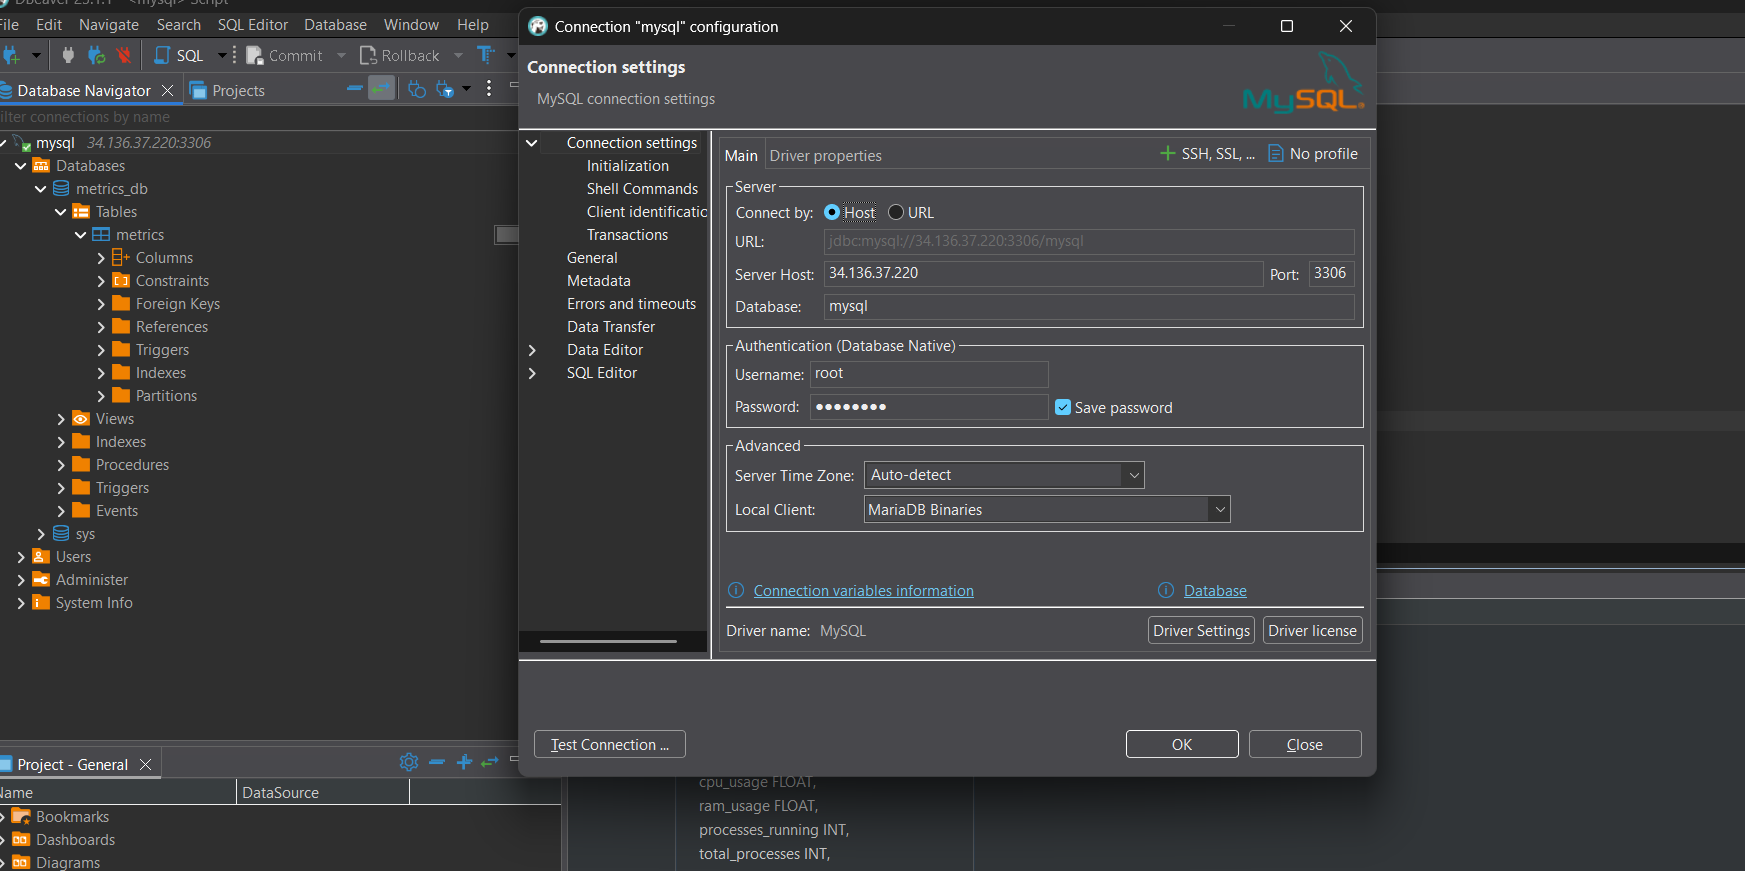 DBeaver 25.1.1 - <mysql> Script
File Edit Navigate Search SQL Editor Database Window Help
SQL Commit Rollback T
Database Navigator Projects
filter connections by name
mysql 34.136.37.220:3306
Databases
metrics_db
Tables
metrics
Columns
Constraints
Foreign Keys
References
Triggers
Indexes
Partitions
Views
Indexes
Procedures
Triggers
Events
sys
Users
Administer
System Info
Project - General
Name DataSource
Bookmarks
Dashboards
Diagrams
Connection "mysql" configuration
Connection settings
MySQL connection settings
MySQL
Connection settings
Initialization
Shell Commands
Client identificatio
Transactions
General
Metadata
Errors and timeouts
Data Transfer
Data Editor
SQL Editor
Main Driver properties SSH, SSL, ... No profile
Server
Connect by: Host URL
URL: jdbc:mysql://34.136.37.220:3306/mysql
Server Host: 34.136.37.220 Port: 3306
Database: mysql
Authentication (Database Native)
Username: root
Password: •••••••• Save password
Advanced
Server Time Zone: Auto-detect
Local Client: MariaDB Binaries
Connection variables information Database
Driver name: MySQL Driver Settings Driver license
Test Connection ... OK Close
cpu_usage FLOAT,
ram_usage FLOAT,
processes_running INT,
total_processes INT,